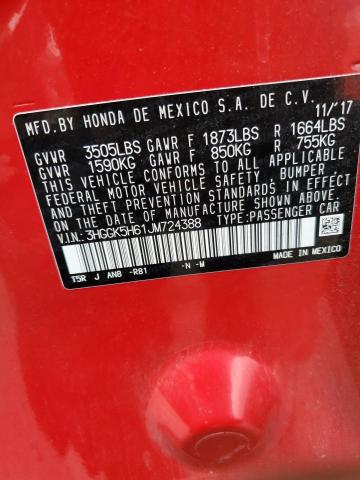 MFD.BY HONDA DE MEXICO S.A. DE C.V. 11/'17
GVWR 3505LBS GAWR F 1873LBS R 1664LBS
GVWR 1590KG GAWR F 850KG R 755KG
THIS VEHICLE CONFORMS TO ALL APPLICABLE
FEDERAL MOTOR VEHICLE SAFETY, BUMPER,
AND THEFT PREVENTION STANDARDS IN EFFECT ON
THE DATE OF MANUFACTURE SHOWN ABOVE.
V.I.N.: 3HGGK5H61JM724388 TYPE: PASSENGER CAR
T5R J AN8 -R81 -N -M
MADE IN MEXICO